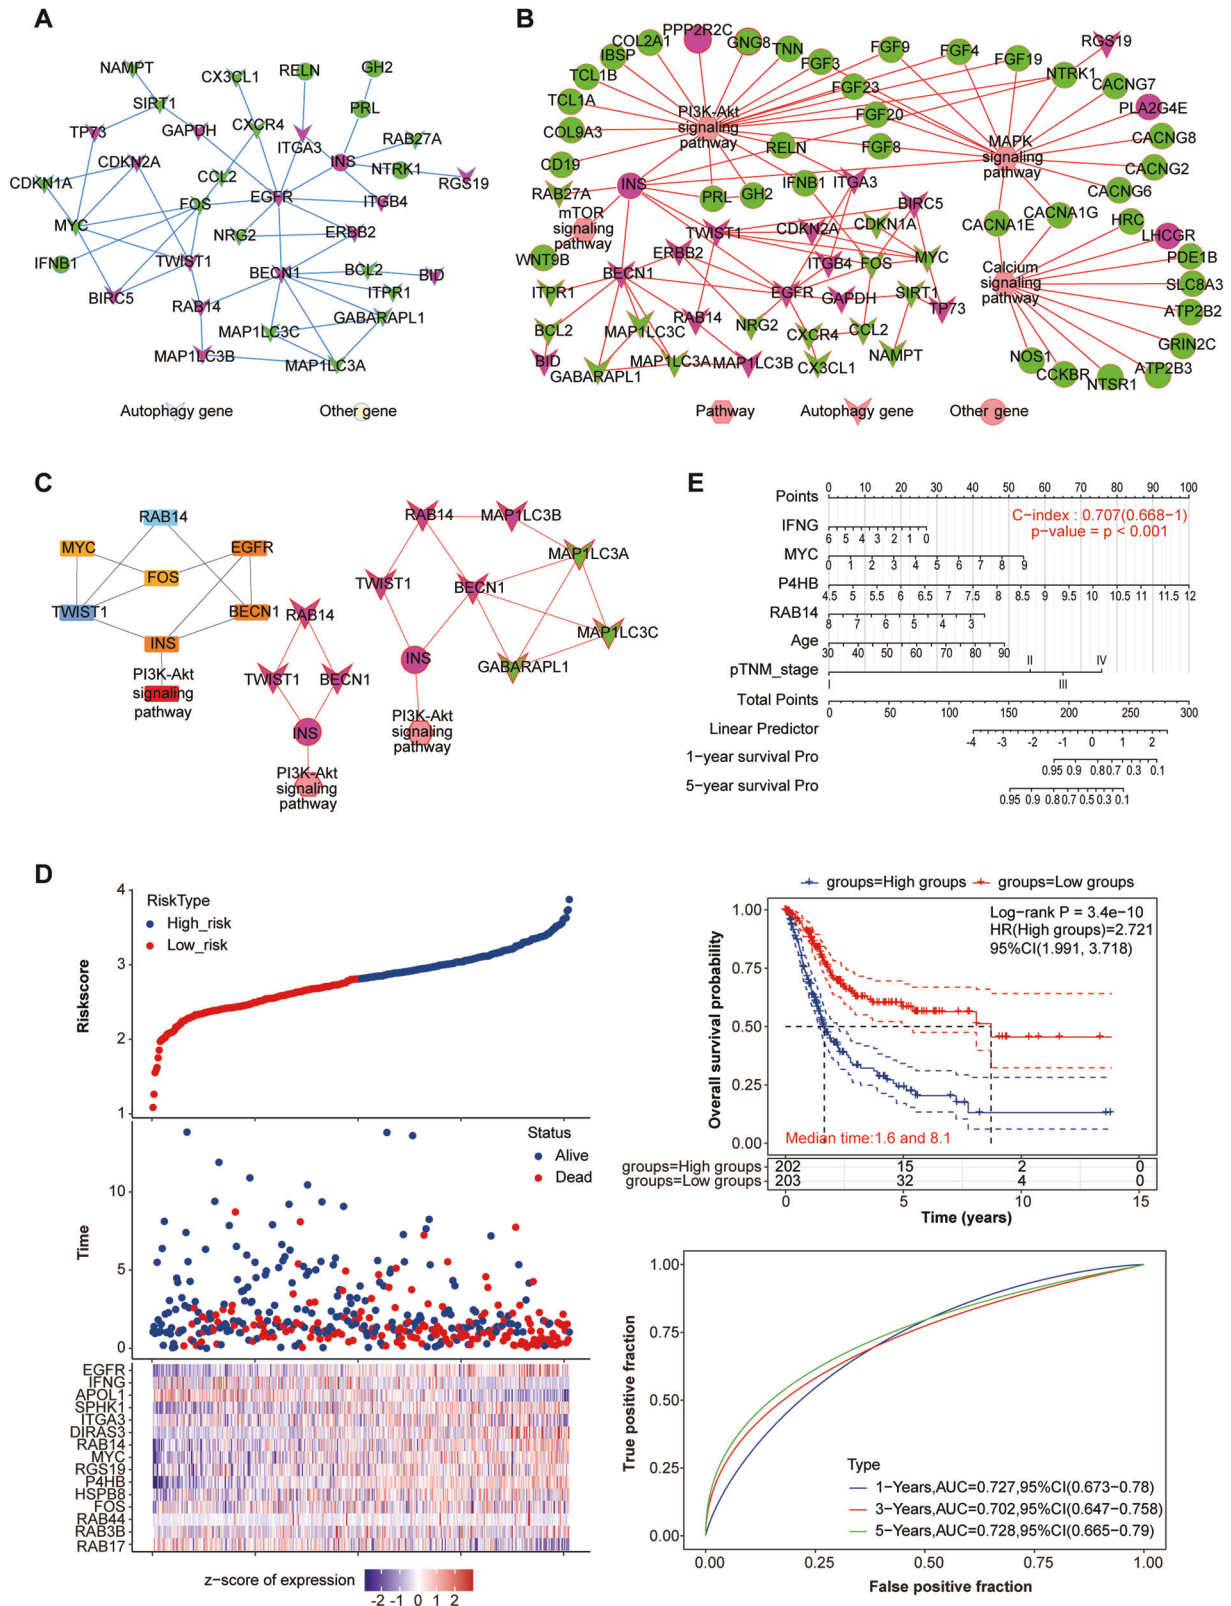 A
NAMPT
CX3CL1
RELN
GH2
SIRT1
PRL
TP73
GAPDH
CXCR4
ITGA3
RAB27A
CDKN2A
INS
NTRK1
RGS19
CDKN1A
CCL2
EGFR
ITGB4
FOS
MYC
NRG2
ERBB2
IFNB1
TWIST1
BECN1
BCL2
BID
BIRC5
ITPR1
RAB14
MAP1LC3C
GABARAPL1
MAP1LC3B
MAP1LC3A
Autophagy gene
Other gene
B
PPP2R2C
COL2A1
GNG8
IBSP
TNN
FGF9
FGF4
RGS19
TCL1B
FGF3
FGF19
NTRK1
FGF23
CACNG7
TCL1A
PI3K-Akt
signaling
pathway
FGF20
PLA2G4E
COL9A3
RELN
FGF8
MAPK
signaling
pathway
CACNG8
CD19
CACNG2
RAB27A
INS
PRL
GH2
IFNB1
ITGA3
CACNG6
mTOR
signaling
pathway
BIRC5
CACNA1E
CACNA1G
HRC
TWIST1
CDKN2A
CDKN1A
LHCGR
WNT9B
ERBB2
ITGB4
FOS
MYC
PDE1B
BECN1
Calcium
signaling
pathway
SLC8A3
ITPR1
EGFR
GAPDH
SIRT1
TP73
ATP2B2
BCL2
MAP1LC3C
RAB14
NRG2
CXCR4
CCL2
GRIN2C
BID
MAP1LC3A
MAP1LC3B
CX3CL1
NAMPT
NOS1
ATP2B3
GABARAPL1
CCKBR
NTSR1
Pathway
Autophagy gene
Other gene
C
RAB14
MYC
EGFR
FOS
TWIST1
BECN1
INS
PI3K-Akt
signaling
pathway
RAB14
TWIST1
BECN1
INS
PI3K-Akt
signaling
pathway
RAB14
MAP1LC3B
MAP1LC3A
TWIST1
BECN1
MAP1LC3C
INS
GABARAPL1
PI3K-Akt
signaling
pathway
E
Points
0 10 20 30 40 50 60 70 80 90 100
C-index : 0.707(0.668-1)
p-value = p < 0.001
IFNG
6 5 4 3 2 1 0
MYC
0 1 2 3 4 5 6 7 8 9
P4HB
4.5 5 5.5 6 6.5 7 7.5 8 8.5 9 9.5 10 10.5 11 11.5 12
RAB14
8 7 6 5 4 3
Age
30 40 50 60 70 80 90
pTNM_stage
II IV
I III
Total Points
0 50 100 150 200 250 300
Linear Predictor
-4 -3 -2 -1 0 1 2
1-year survival Pro
0.95 0.9 0.80.7 0.3 0.1
5-year survival Pro
0.95 0.9 0.80.7 0.5 0.3 0.1
D
Riskscore
4
3
2
1
RiskType
High_risk
Low_risk
Time
10
5
0
Status
Alive
Dead
EGFR
IFNG
APOL1
SPHK1
ITGA3
DIRAS3
RAB14
MYC
RGS19
P4HB
HSPB8
FOS
RAB44
RAB3B
RAB17
z-score of expression
-2 -1 0 1 2
groups=High groups groups=Low groups
Overall survival probability
1.00
0.75
0.50
0.25
0.00
Log-rank P = 3.4e-10
HR(High groups)=2.721
95%CI(1.991, 3.718)
Median time:1.6 and 8.1
groups=High groups 202 15 2 0
groups=Low groups 203 32 4 0
0 5 10 15
Time (years)
True positive fraction
1.00
0.75
0.50
0.25
0.00
Type
1-Years,AUC=0.727,95%CI(0.673-0.78)
3-Years,AUC=0.702,95%CI(0.647-0.758)
5-Years,AUC=0.728,95%CI(0.665-0.79)
0.00 0.25 0.50 0.75 1.00
False positive fraction